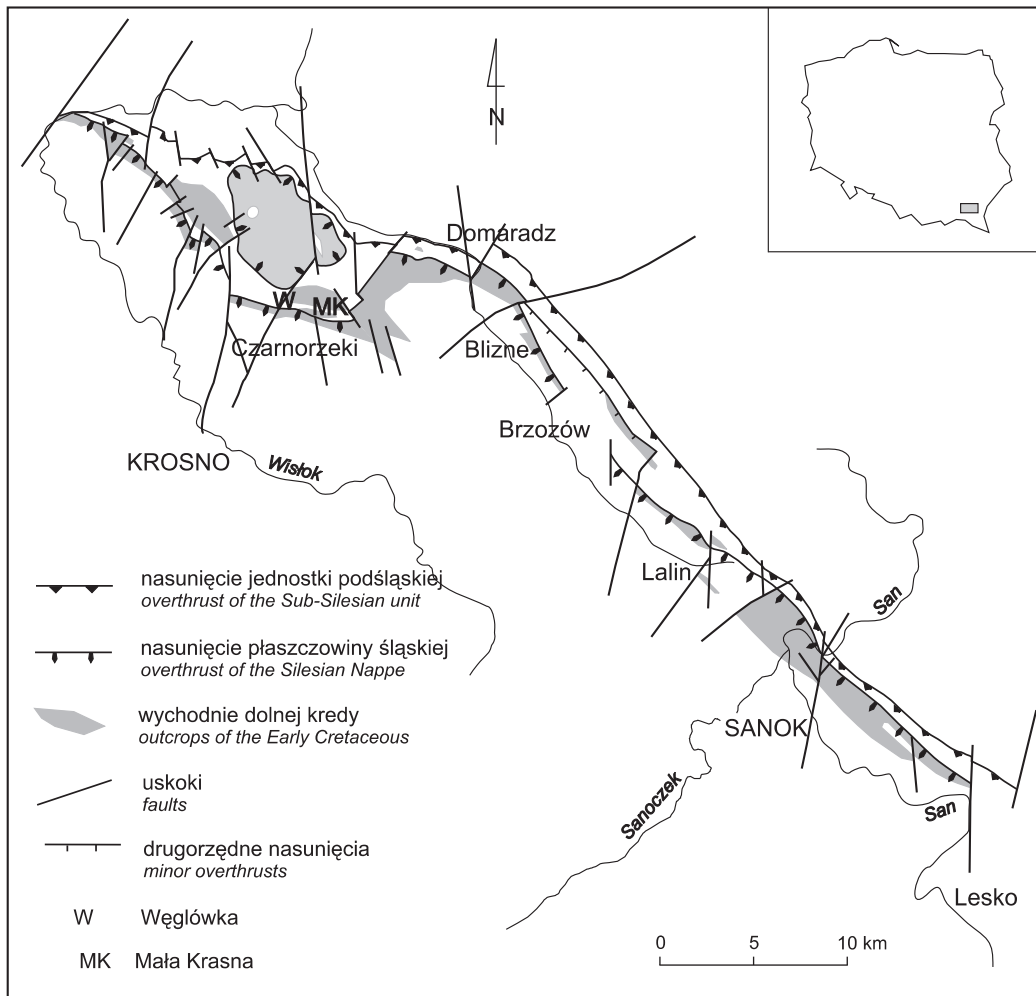 N
Domaradz
W
MK
Czarnorzeki
Blizne
Brzozów
KROSNO
Wisłok
Lalin
San
SANOK
Sanoczek
San
Lesko
nasunięcie jednostki podśląskiej
overthrust of the Sub-Silesian unit
nasunięcie płaszczowiny śląskiej
overthrust of the Silesian Nappe
wychodnie dolnej kredy
outcrops of the Early Cretaceous
uskoki
faults
drugorzędne nasunięcia
minor overthrusts
W Węglówka
MK Mała Krasna
0 5 10 km